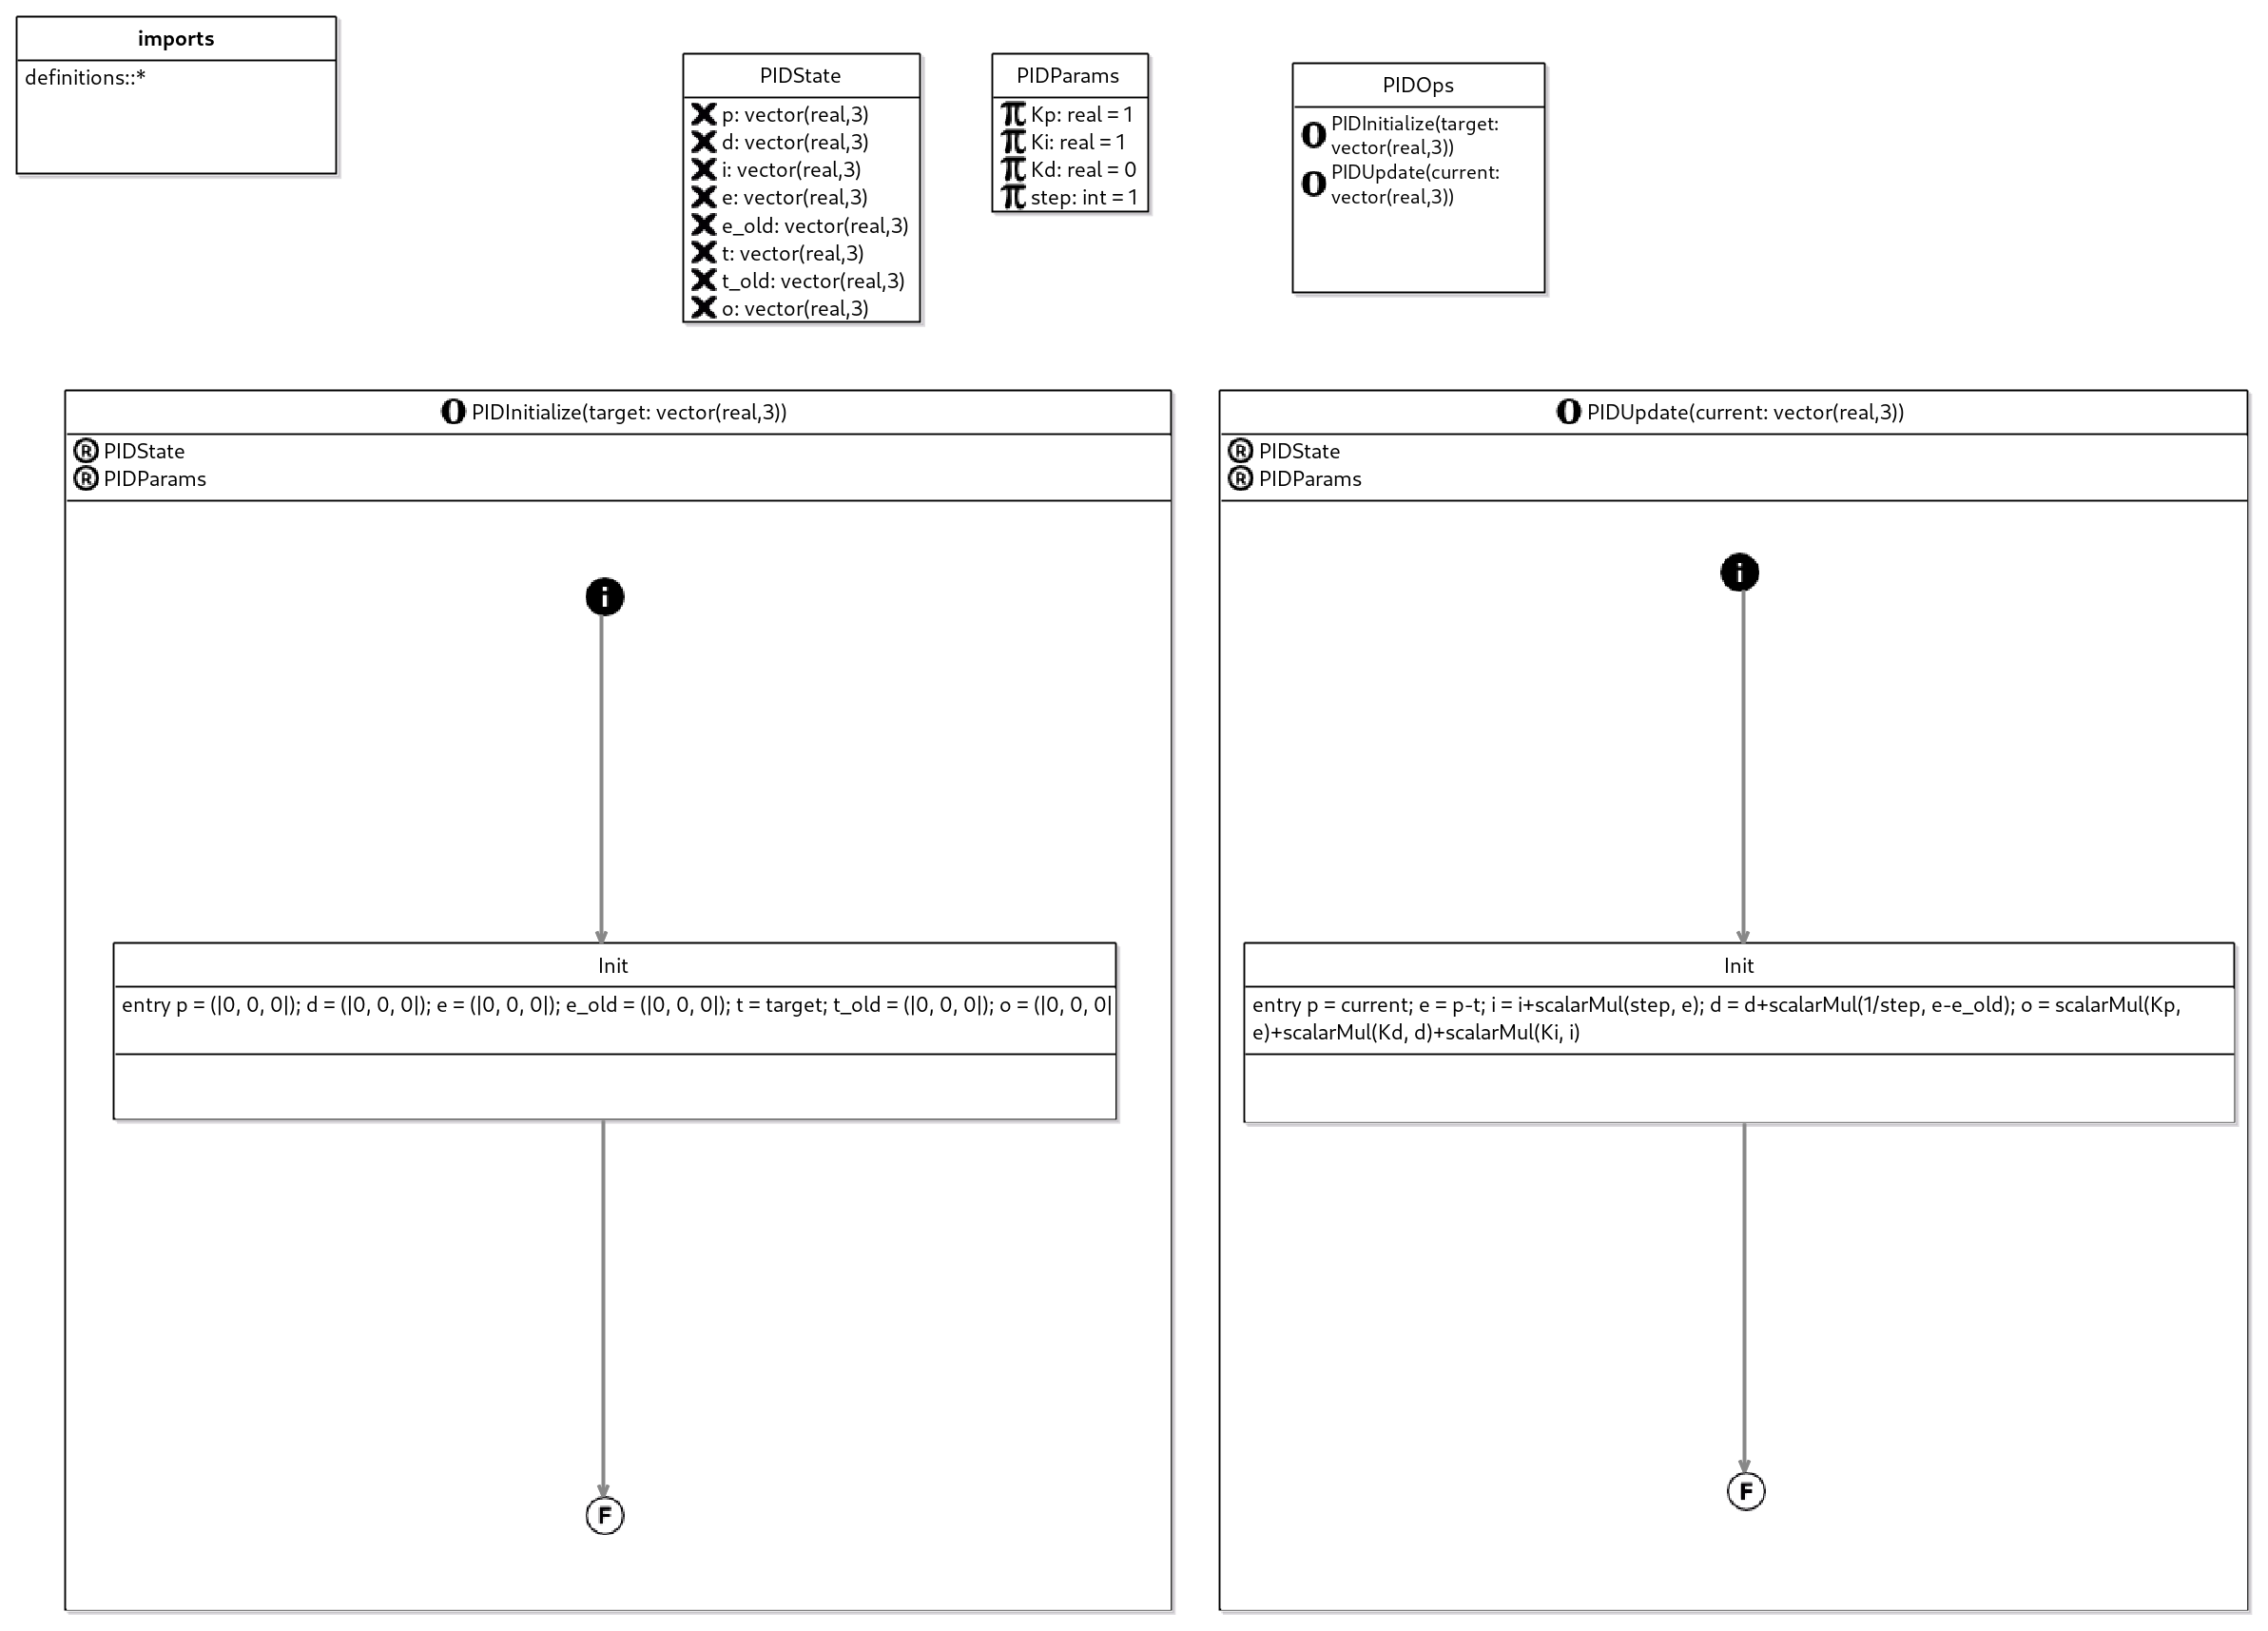 imports
definitions::*
PIDState
p: vector(real,3)
d: vector(real,3)
i: vector(real,3)
e: vector(real,3)
e_old: vector(real,3)
t: vector(real,3)
t_old: vector(real,3)
o: vector(real,3)
PIDParams
π Kp: real = 1
π Ki: real = 1
π Kd: real = 0
π step: int = 1
PIDOps
O PIDInitialize(target:
vector(real,3))
O PIDUpdate(current:
vector(real,3))
O PIDInitialize(target: vector(real,3))
R PIDState
R PIDParams
i
Init
entry p = (|0, 0, 0|); d = (|0, 0, 0|); e = (|0, 0, 0|); e_old = (|0, 0, 0|); t = target; t_old = (|0, 0, 0|); o = (|0, 0, 0|
F
O PIDUpdate(current: vector(real,3))
R PIDState
R PIDParams
i
Init
entry p = current; e = p-t; i = i+scalarMul(step, e); d = d+scalarMul(1/step, e-e_old); o = scalarMul(Kp,
e)+scalarMul(Kd, d)+scalarMul(Ki, i)
F